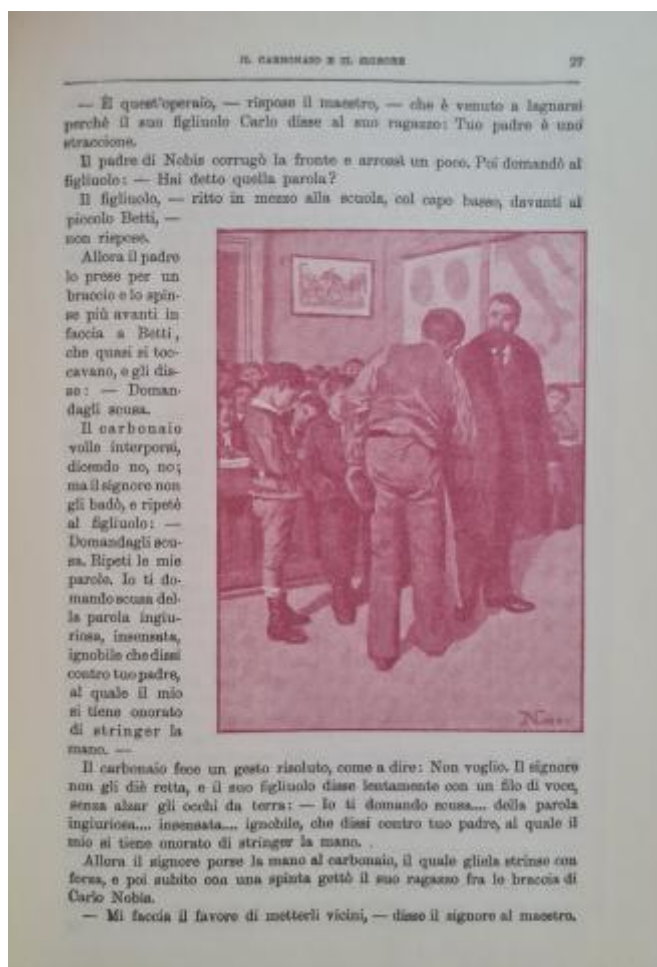 IL CARBONAIO E IL SIGNORE 27
— È quest'operaio, — rispose il maestro, — che è venuto a lagnarsi
perchè il suo figliuolo Carlo disse al suo ragazzo: Tuo padre è uno
straccione.
Il padre di Nobis corrugò la fronte e arrossì un poco. Poi domandò al
figliuolo: — Hai detto quella parola?
Il figliuolo, — ritto in mezzo alla scuola, col capo basso, davanti al
piccolo Betti, —
non rispose.
Allora il padre
lo prese per un
braccio e lo spin-
se più avanti in
faccia a Betti,
che quasi si toc-
cavano, e gli dis-
se: — Doman-
dagli scusa.
Il carbonaio
volle interporsi,
dicendo no, no;
ma il signore non
gli badò, e ripetè
al figliuolo: —
Domandagli scu-
sa. Ripeti le mie
parole. Io ti do-
mando scusa del-
la parola ingiu-
riosa, insensata,
ignobile che dissi
contro tuo padre,
al quale il mio
si tiene onorato
di stringer la
mano. —
Il carbonaio fece un gesto risoluto, come a dire: Non voglio. Il signore
non gli diè retta, e il suo figliuolo disse lentamente con un filo di voce,
senza alzar gli occhi da terra: — Io ti domando scusa.... della parola
ingiuriosa.... insensata.... ignobile, che dissi contro tuo padre, al quale il
mio si tiene onorato di stringer la mano.
Allora il signore porse la mano al carbonaio, il quale gliela strinse con
forza, e poi subito con una spinta gettò il suo ragazzo fra le braccia di
Carlo Nobis.
— Mi faccia il favore di metterli vicini, — disse il signore al maestro.